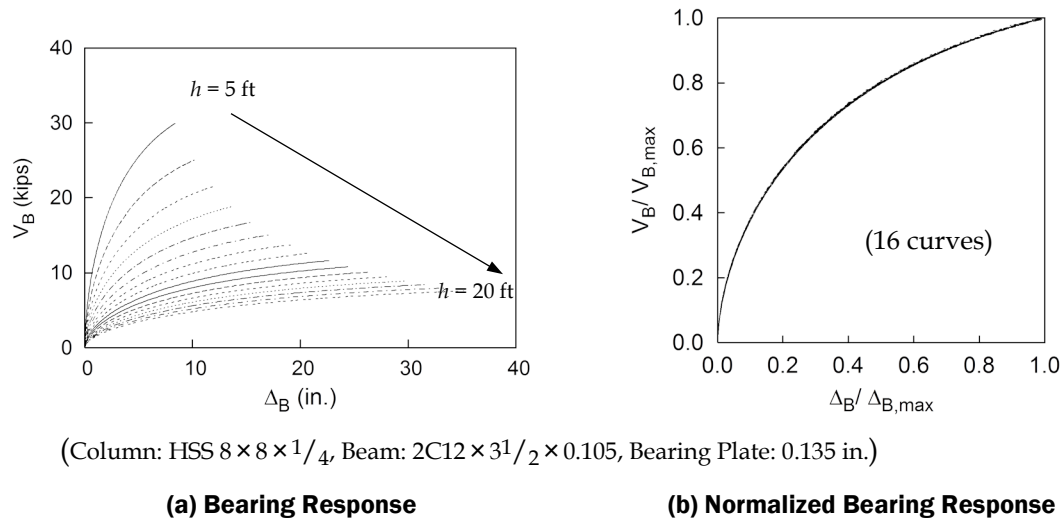 40
30
20
10
0
V_B (kips)
h = 5 ft
h = 20 ft
0 10 20 30 40
Δ_B (in.)
1.0
0.8
0.6
0.4
0.2
0.0
V_B/ V_B,max
(16 curves)
0.0 0.2 0.4 0.6 0.8 1.0
Δ_B/ Δ_B,max
(Column: HSS 8 × 8 × 1/4, Beam: 2C12 × 3 1/2 × 0.105, Bearing Plate: 0.135 in.)
(a) Bearing Response
(b) Normalized Bearing Response